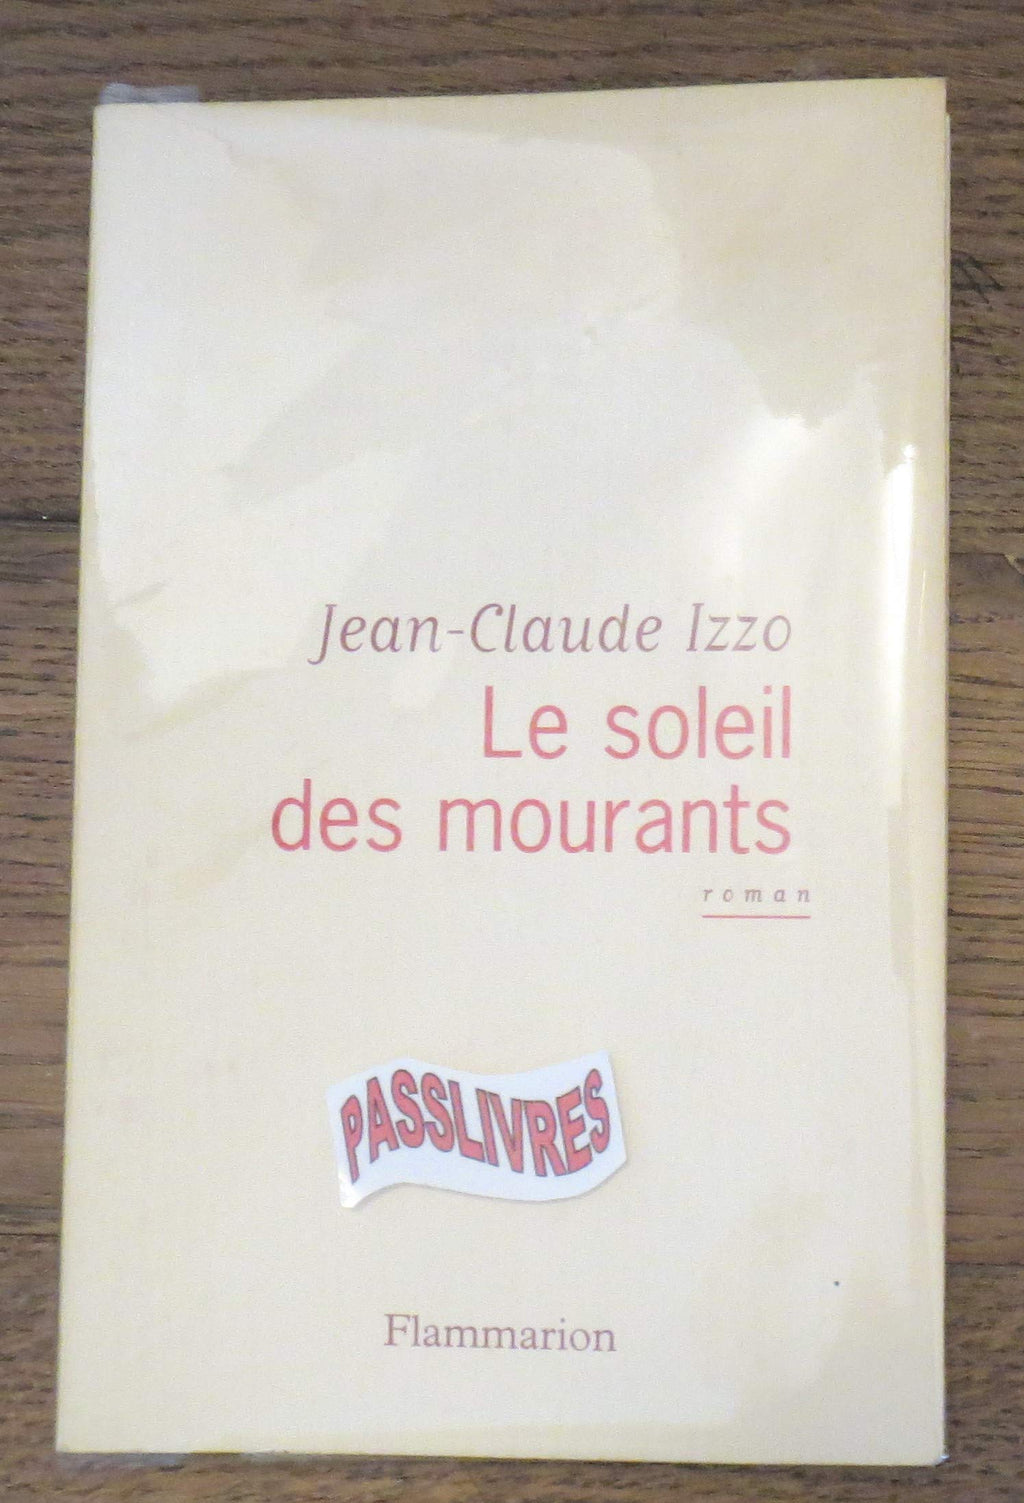 Jean-Claude Izzo
Le soleil
des mourants
roman
PASSLIVRES
Flammarion